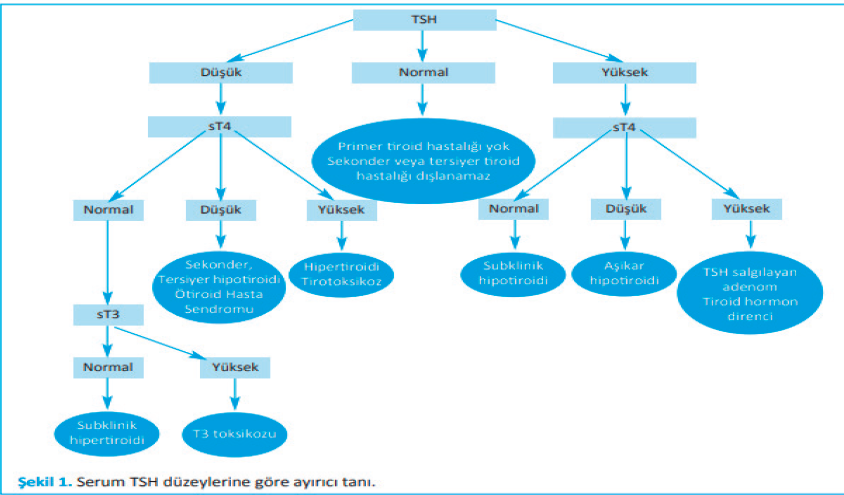 TSH
Düşük
Normal
Yüksek
sT4
sT4
Primer tiroid hastalığı yok
Sekonder veya tersiyer tiroid
hastalığı dışlanamaz
Normal
Düşük
Yüksek
Normal
Düşük
Yüksek
Sekonder,
Tersiyer hipotiroidi
Ötiroid Hasta
Sendromu
Hipertiroidi
Tirotoksikoz
Subklinik
hipotiroidi
Aşikar
hipotiroidi
TSH salgılayan
adenom
Tiroid hormon
direnci
sT3
Normal
Yüksek
Subklinik
hipertiroidi
T3 toksikozu
Şekil 1. Serum TSH düzeylerine göre ayırıcı tanı.